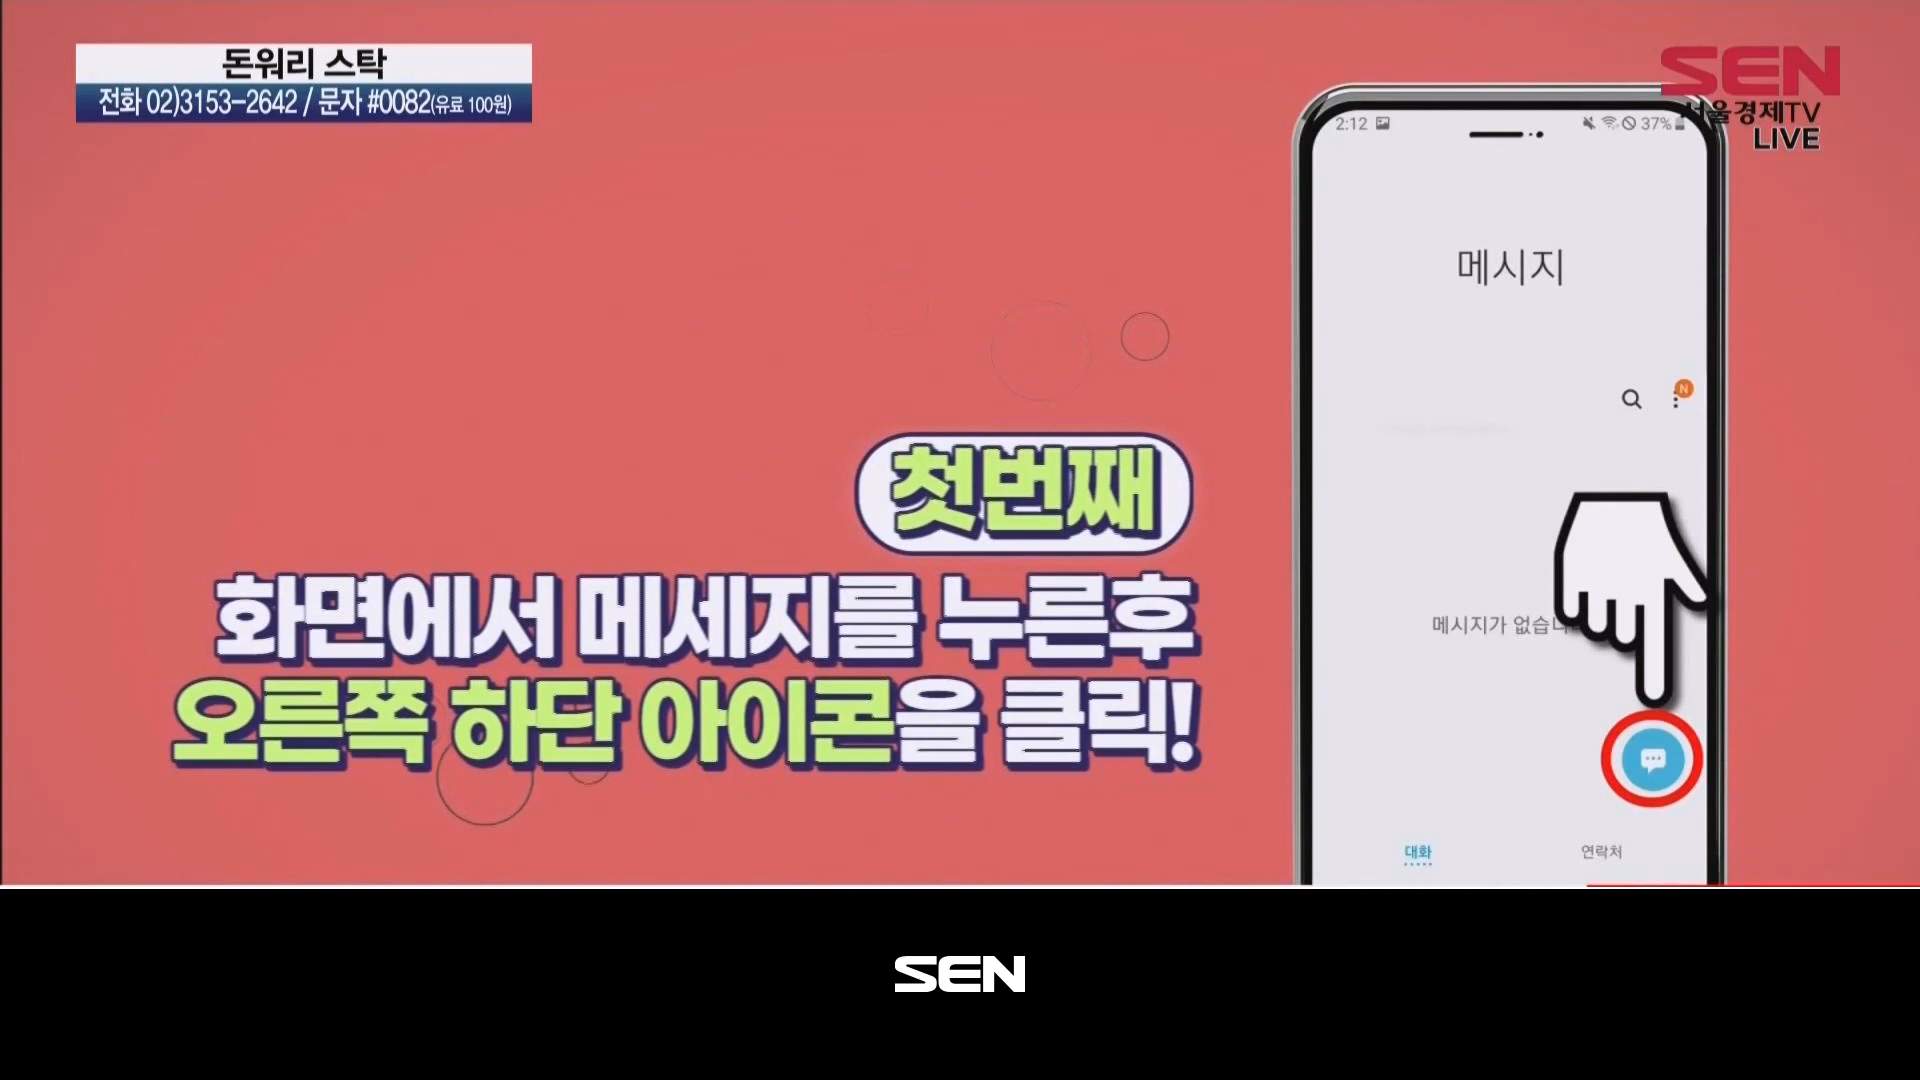 돈워리 스탁
전화 02)3153-2642 / 문자 #0082(유료 100원)
SEN
서울경제TV
LIVE
2:12
37%
메시지
N
첫번째
화면에서 메세지를 누른후
오른쪽 하단 아이콘을 클릭!
메시지가 없습니
대화
연락처
SEN